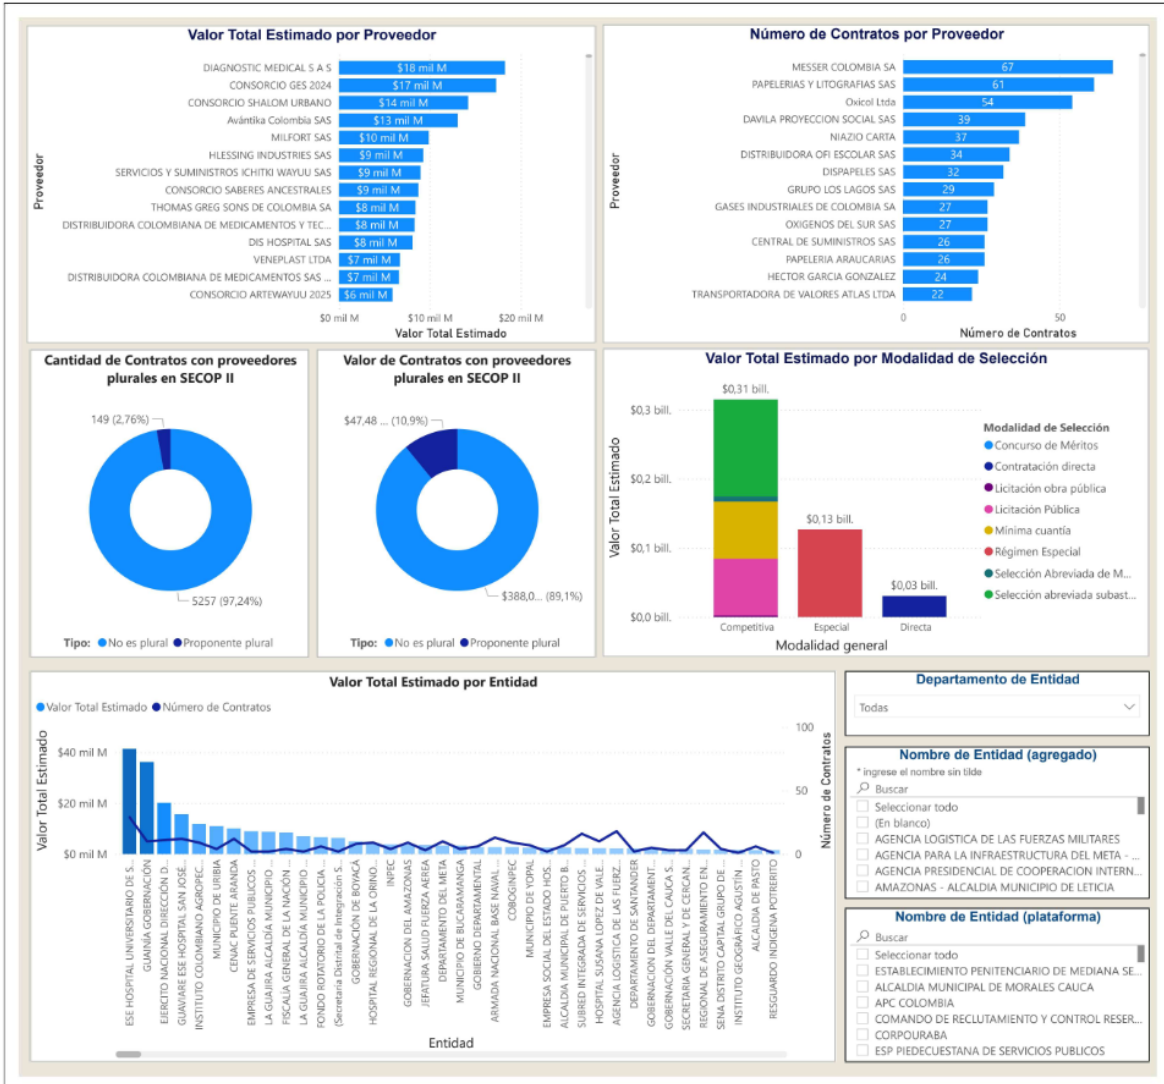 Valor Total Estimado por Proveedor
Proveedor
DIAGNOSTIC MEDICAL S A S $18 mil M
CONSORCIO GES 2024 $17 mil M
CONSORCIO SHALOM URBANO $14 mil M
Avántika Colombia SAS $13 mil M
MILFORT SAS $10 mil M
HLESSING INDUSTRIES SAS $9 mil M
SERVICIOS Y SUMINISTROS ICHITKI WAYUU SAS $9 mil M
CONSORCIO SABERES ANCESTRALES $9 mil M
THOMAS GREG SONS DE COLOMBIA SA $8 mil M
DISTRIBUIDORA COLOMBIANA DE MEDICAMENTOS Y TEC... $8 mil M
DIS HOSPITAL SAS $8 mil M
VENEPLAST LTDA $7 mil M
DISTRIBUIDORA COLOMBIANA DE MEDICAMENTOS SAS ... $7 mil M
CONSORCIO ARTEWAYUU 2025 $6 mil M
$0 mil M $10 mil M $20 mil M
Valor Total Estimado
Número de Contratos por Proveedor
Proveedor
MESSER COLOMBIA SA 67
PAPELERIAS Y LITOGRAFIAS SAS 61
Oxicol Ltda 54
DAVILA PROYECCION SOCIAL SAS 39
NIAZIO CARTA 37
DISTRIBUIDORA OFI ESCOLAR SAS 34
DISPAPELES SAS 32
GRUPO LOS LAGOS SAS 29
GASES INDUSTRIALES DE COLOMBIA SA 27
OXIGENOS DEL SUR SAS 27
CENTRAL DE SUMINISTROS SAS 26
PAPELERIA ARAUCARIAS 26
HECTOR GARCIA GONZALEZ 24
TRANSPORTADORA DE VALORES ATLAS LTDA 22
0 50
Número de Contratos
Cantidad de Contratos con proveedores
plurales en SECOP II
149 (2,76%)
5257 (97,24%)
Tipo: No es plural Proponente plural
Valor de Contratos con proveedores
plurales en SECOP II
$47,48 ... (10,9%)
$388,0... (89,1%)
Tipo: No es plural Proponente plural
Valor Total Estimado por Modalidad de Selección
Valor Total Estimado
$0,3 bill.
$0,2 bill.
$0,1 bill.
$0,0 bill.
$0,31 bill.
$0,13 bill.
$0,03 bill.
Competitiva Especial Directa
Modalidad general
Modalidad de Selección
Concurso de Méritos
Contratación directa
Licitación obra pública
Licitación Pública
Mínima cuantía
Régimen Especial
Selección Abreviada de M...
Selección abreviada subast...
Valor Total Estimado por Entidad
Valor Total Estimado Número de Contratos
Valor Total Estimado
$40 mil M
$20 mil M
$0 mil M
100
50
0
Número de Contratos
ESE HOSPITAL UNIVERSITARIO DE S...
GUAINÍA GOBERNACIÓN
EJERCITO NACIONAL DIRECCIÓN D...
GUAVIARE ESE HOSPITAL SAN JOSÉ...
INSTITUTO COLOMBIANO AGROPEC...
MUNICIPIO DE URIBIA
CENAC PUENTE ARANDA
EMPRESA DE SERVICIOS PUBLICOS ...
LA GUAJIRA ALCALDÍA MUNICIPIO ...
FISCALÍA GENERAL DE LA NACIÓN ...
LA GUAJIRA ALCALDÍA MUNICIPIO ...
FONDO ROTATORIO DE LA POLICIA...
(Secretaría Distrital de Integración S...
GOBERNACIÓN DE BOYACÁ
HOSPITAL REGIONAL DE LA ORINO...
INPEC
GOBERNACION DEL AMAZONAS
JEFATURA SALUD FUERZA AEREA
DEPARTAMENTO DEL META
MUNICIPIO DE BUCARAMANGA
GOBIERNO DEPARTAMENTAL
ARMADA NACIONAL BASE NAVAL ...
COBOGINPEC
MUNICIPIO DE YOPAL
EMPRESA SOCIAL DEL ESTADO HOS...
ALCALDIA MUNICIPAL DE PUERTO B...
SUBRED INTEGRADA DE SERVICIOS ...
HOSPITAL SUSANA LOPEZ DE VALE...
AGENCIA LOGISTICA DE LAS FUERZ...
DEPARTAMENTO DE SANTANDER
GOBERNACION DEL DEPARTAMENT...
GOBERNACIÓN VALLE DEL CAUCA S...
SECRETARIA GENERAL Y DE CERCAN...
REGIONAL DE ASEGURAMIENTO EN...
SENA DISTRITO CAPITAL GRUPO DE ...
INSTITUTO GEOGRÁFICO AGUSTÍN ...
ALCALDIA DE PASTO
RESGUARDO INDIGENA POTRERITO
Entidad
Departamento de Entidad
Todas
Nombre de Entidad (agregado)
* ingrese el nombre sin tilde
Buscar
Seleccionar todo
(En blanco)
AGENCIA LOGISTICA DE LAS FUERZAS MILITARES
AGENCIA PARA LA INFRAESTRUCTURA DEL META - ...
AGENCIA PRESIDENCIAL DE COOPERACION INTERN...
AMAZONAS - ALCALDIA MUNICIPIO DE LETICIA
Nombre de Entidad (plataforma)
Buscar
Seleccionar todo
ESTABLECIMIENTO PENITENCIARIO DE MEDIANA SE...
ALCALDIA MUNICIPAL DE MORALES CAUCA
APC COLOMBIA
COMANDO DE RECLUTAMIENTO Y CONTROL RESER...
CORPOURABA
ESP PIEDECUESTANA DE SERVICIOS PUBLICOS